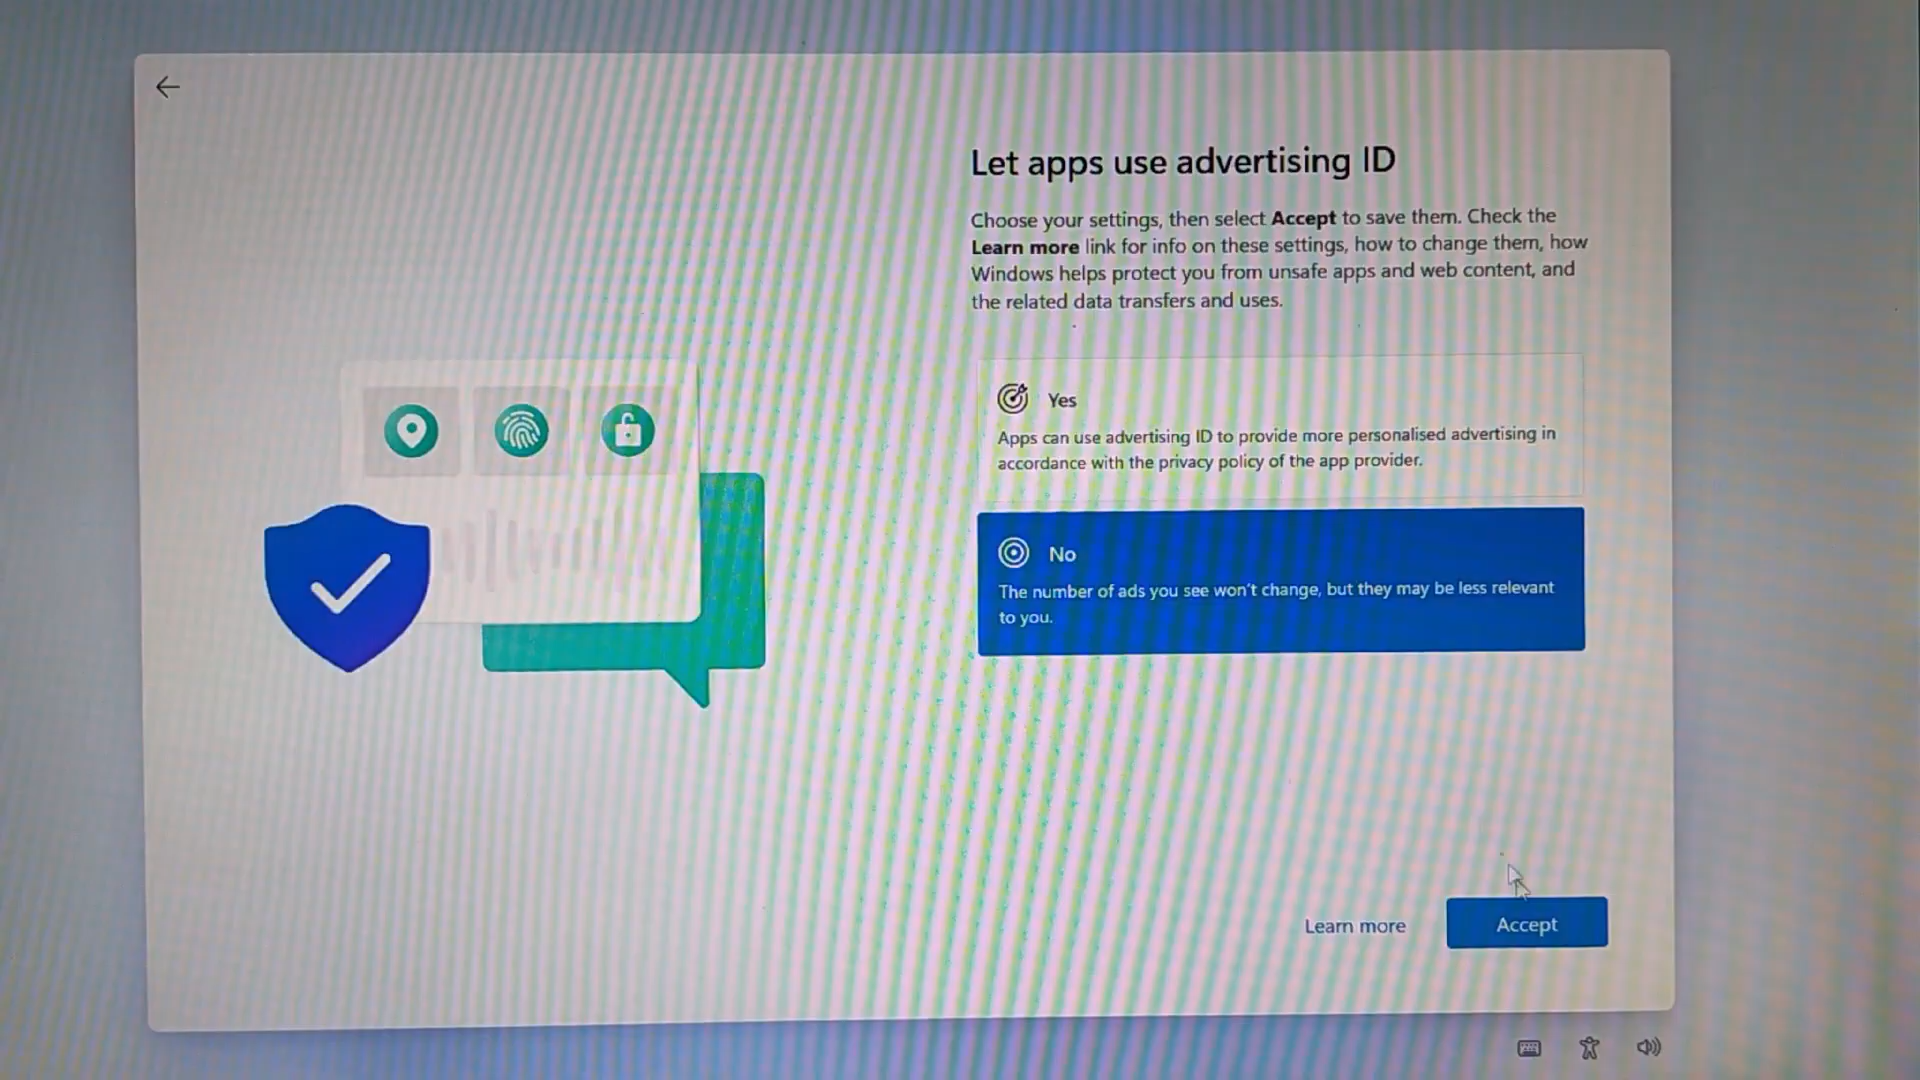 Let apps use advertising ID
Choose your settings, then select Accept to save them. Check the
Learn more link for info on these settings, how to change them, how
Windows helps protect you from unsafe apps and web content, and
the related data transfers and uses.
Yes
Apps can use advertising ID to provide more personalised advertising in
accordance with the privacy policy of the app provider.
No
The number of ads you see won't change, but they may be less relevant
to you.
Learn more
Accept